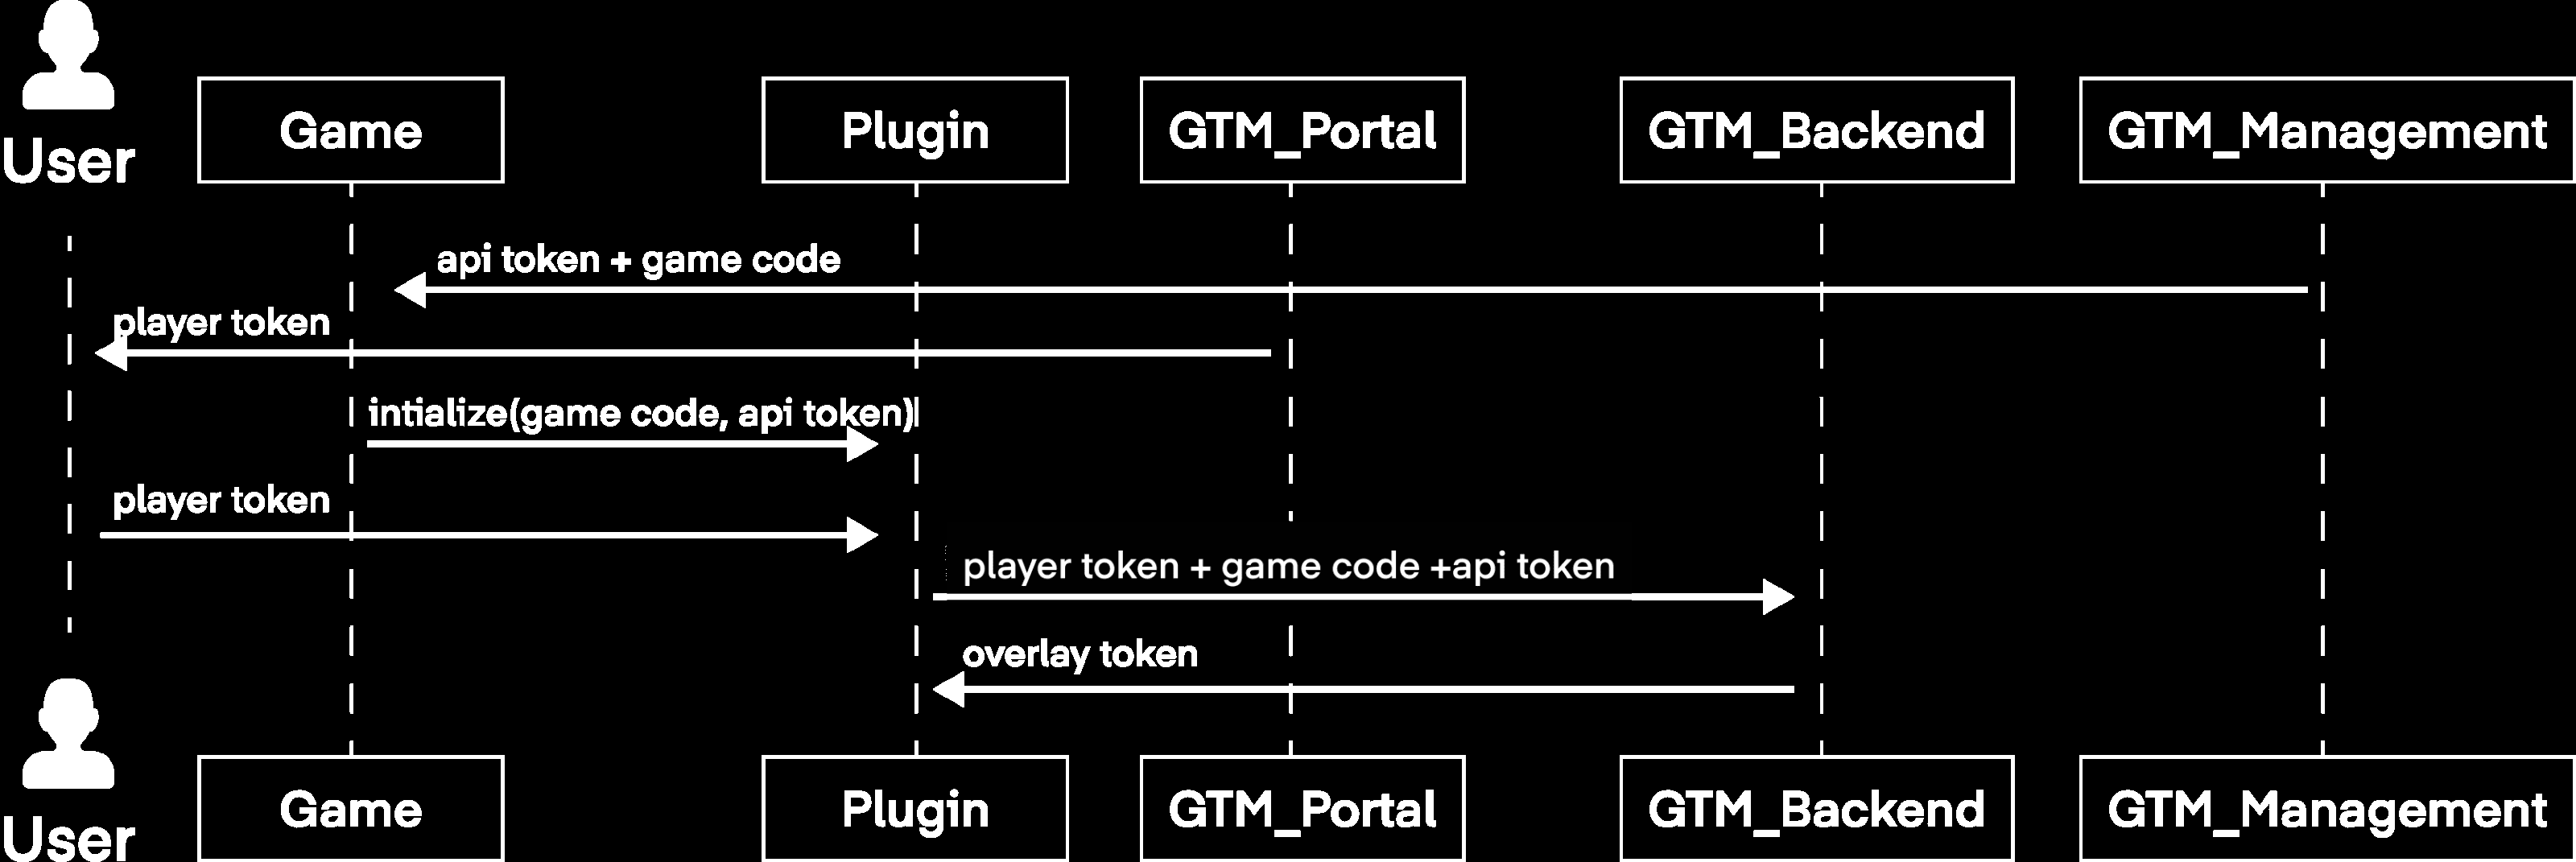 Game
Plugin
GTM_Portal
GTM_Backend
GTM_Management
User
api token + game code
player token
intialize(game code, api token)
player token
player token + game code +api token
overlay token
Game
Plugin
GTM_Portal
GTM_Backend
GTM_Management
User